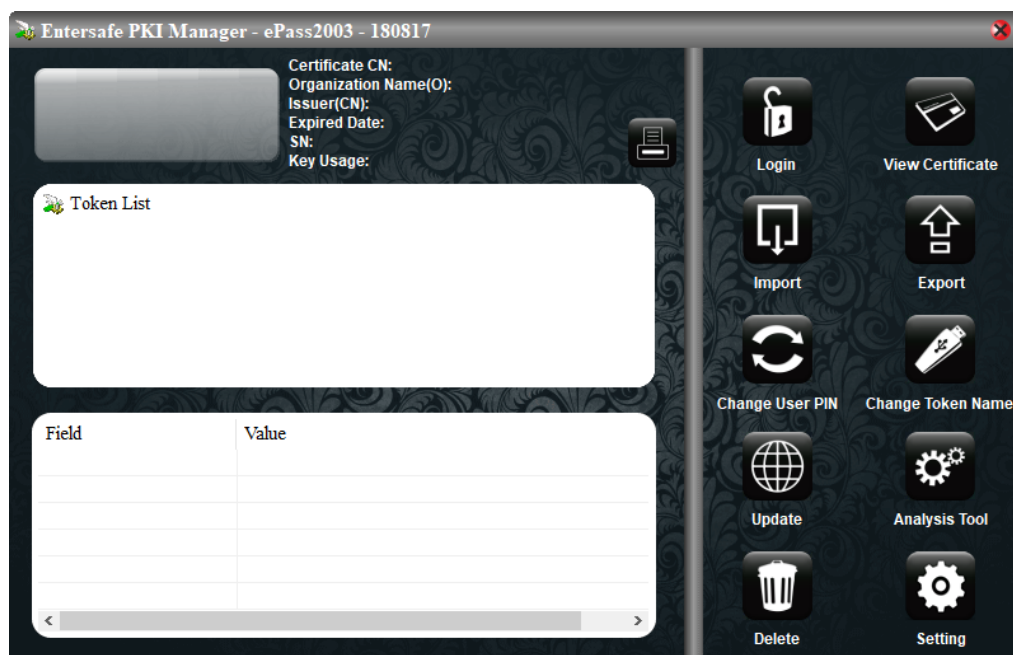 Entersafe PKI Manager - ePass2003 - 180817
Certificate CN:
Organization Name(O):
Issuer(CN):
Expired Date:
SN:
Key Usage:
Token List
Field Value
Login View Certificate
Import Export
Change User PIN Change Token Name
Update Analysis Tool
Delete Setting